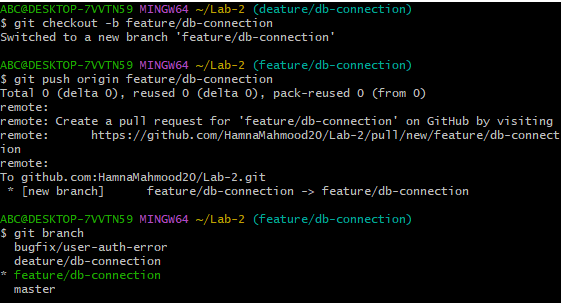 ABC@DESKTOP-7VVTN59 MINGW64 ~/Lab-2 (deature/db-connection)
$ git checkout -b feature/db-connection
Switched to a new branch 'feature/db-connection'
ABC@DESKTOP-7VVTN59 MINGW64 ~/Lab-2 (feature/db-connection)
$ git push origin feature/db-connection
Total 0 (delta 0), reused 0 (delta 0), pack-reused 0 (from 0)
remote:
remote: Create a pull request for 'feature/db-connection' on GitHub by visiting
remote:      https://github.com/HamnaMahmood20/Lab-2/pull/new/feature/db-connect
ion
remote:
To github.com:HamnaMahmood20/Lab-2.git
 * [new branch]      feature/db-connection -> feature/db-connection
ABC@DESKTOP-7VVTN59 MINGW64 ~/Lab-2 (feature/db-connection)
$ git branch
  bugfix/user-auth-error
  deature/db-connection
* feature/db-connection
  master